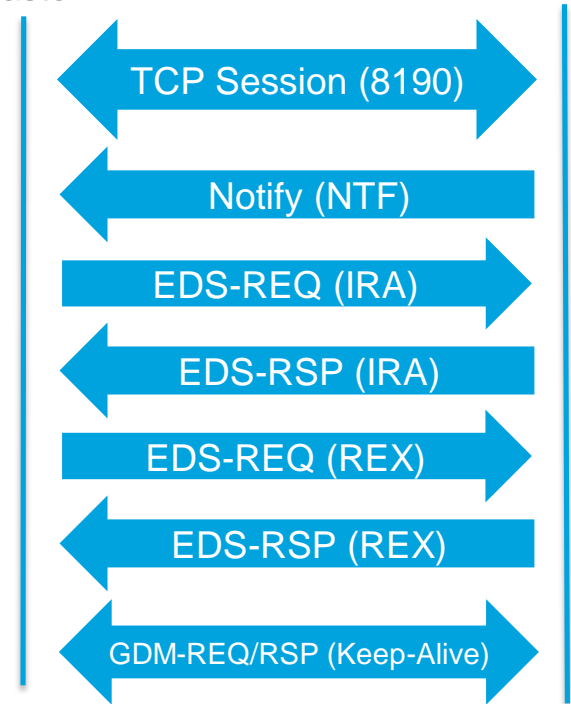 TCP Session (8190)
Notify (NTF)
EDS-REQ (IRA)
EDS-RSP (IRA)
EDS-REQ (REX)
EDS-RSP (REX)
GDM-REQ/RSP (Keep-Alive)